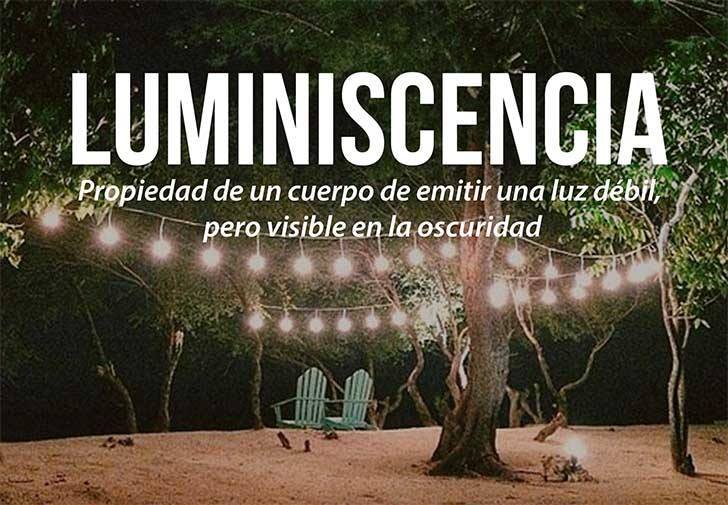 LUMINISCENCIA
Propiedad de un cuerpo de emitir una luz débil,
pero visible en la oscuridad